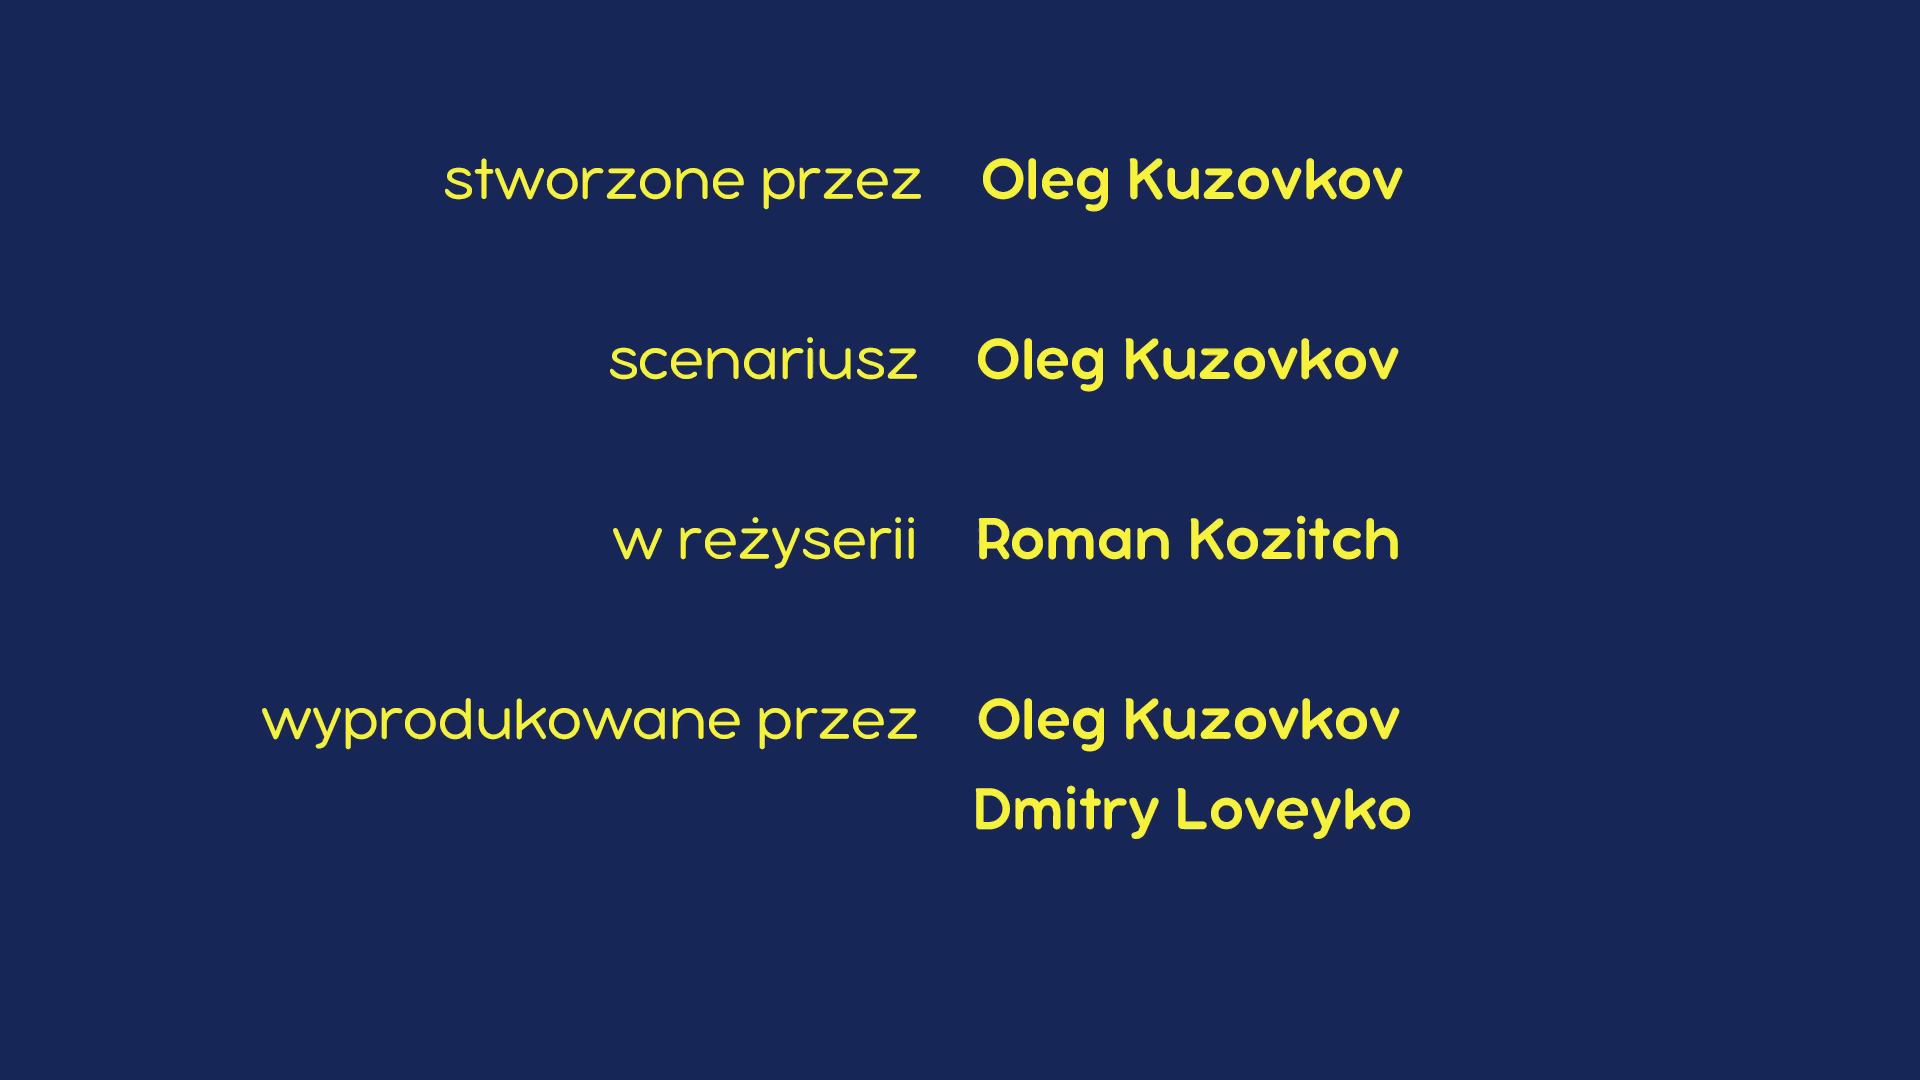 stworzone przez Oleg Kuzovkov
scenariusz Oleg Kuzovkov
w reżyserii Roman Kozitch
wyprodukowane przez Oleg Kuzovkov
Dmitry Loveyko